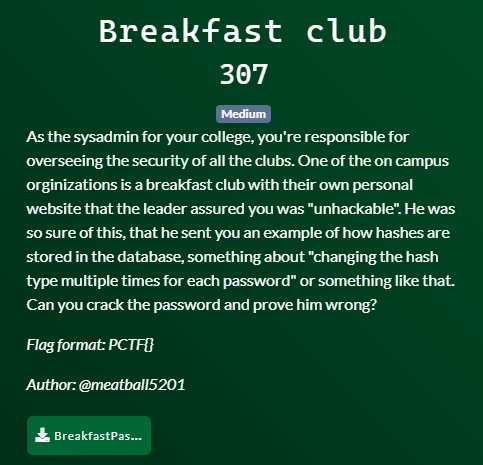 Breakfast club
307
Medium
As the sysadmin for your college, you're responsible for
overseeing the security of all the clubs. One of the on campus
orginizations is a breakfast club with their own personal
website that the leader assured you was "unhackable". He was
so sure of this, that he sent you an example of how hashes are
stored in the database, something about "changing the hash
type multiple times for each password" or something like that.
Can you crack the password and prove him wrong?
Flag format: PCTF{}
Author: @meatball5201
BreakfastPas...